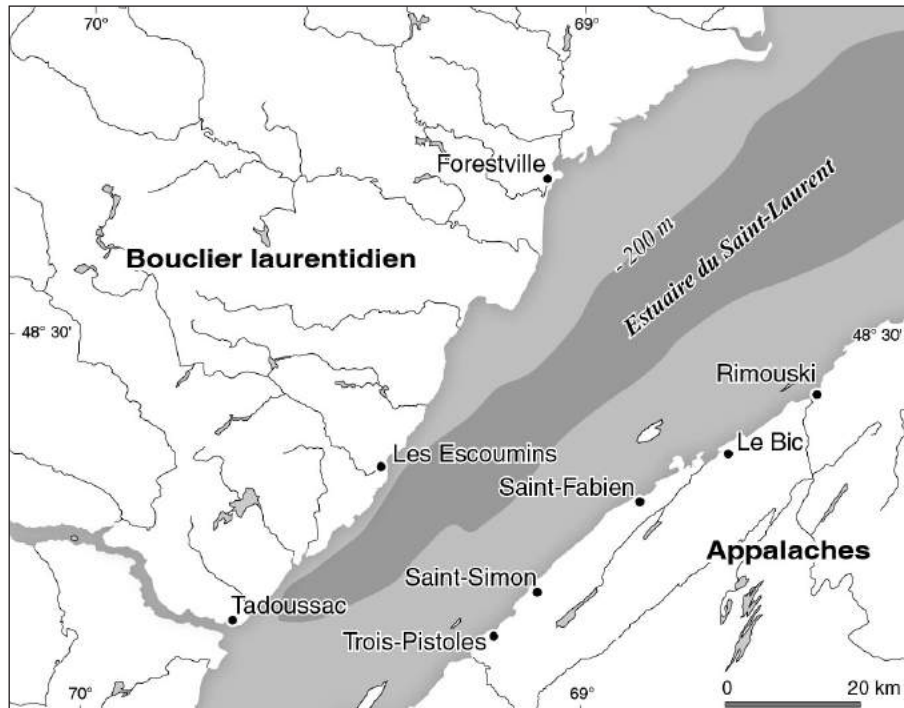 70°
69°
Forestville
- 200 m
Estuaire du Saint-Laurent
Bouclier laurentidien
48° 30'
48° 30'
Rimouski
Les Escoumins
Le Bic
Saint-Fabien
Appalaches
Saint-Simon
Tadoussac
Trois-Pistoles
70°
69°
0 20 km